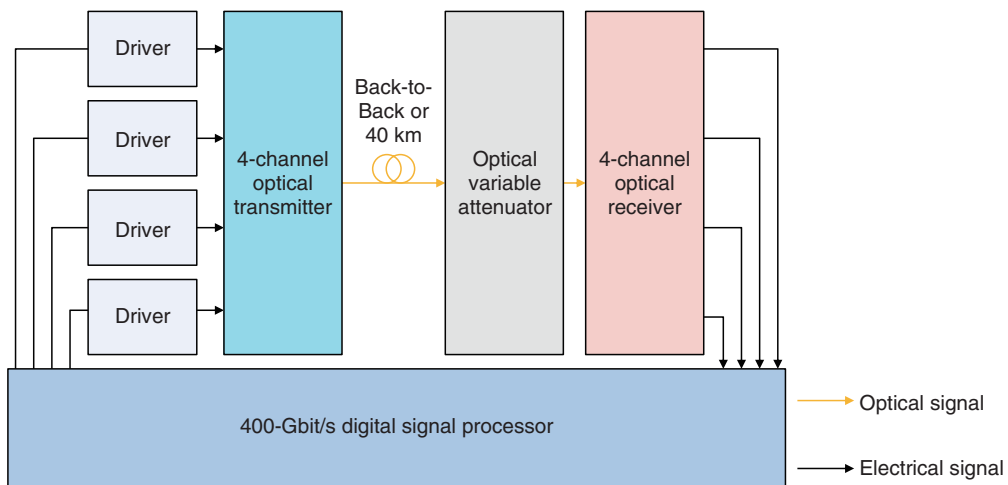 Driver
Driver
Driver
Driver
4-channel
optical
transmitter
Back-to-
Back or
40 km
Optical
variable
attenuator
4-channel
optical
receiver
400-Gbit/s digital signal processor
Optical signal
Electrical signal